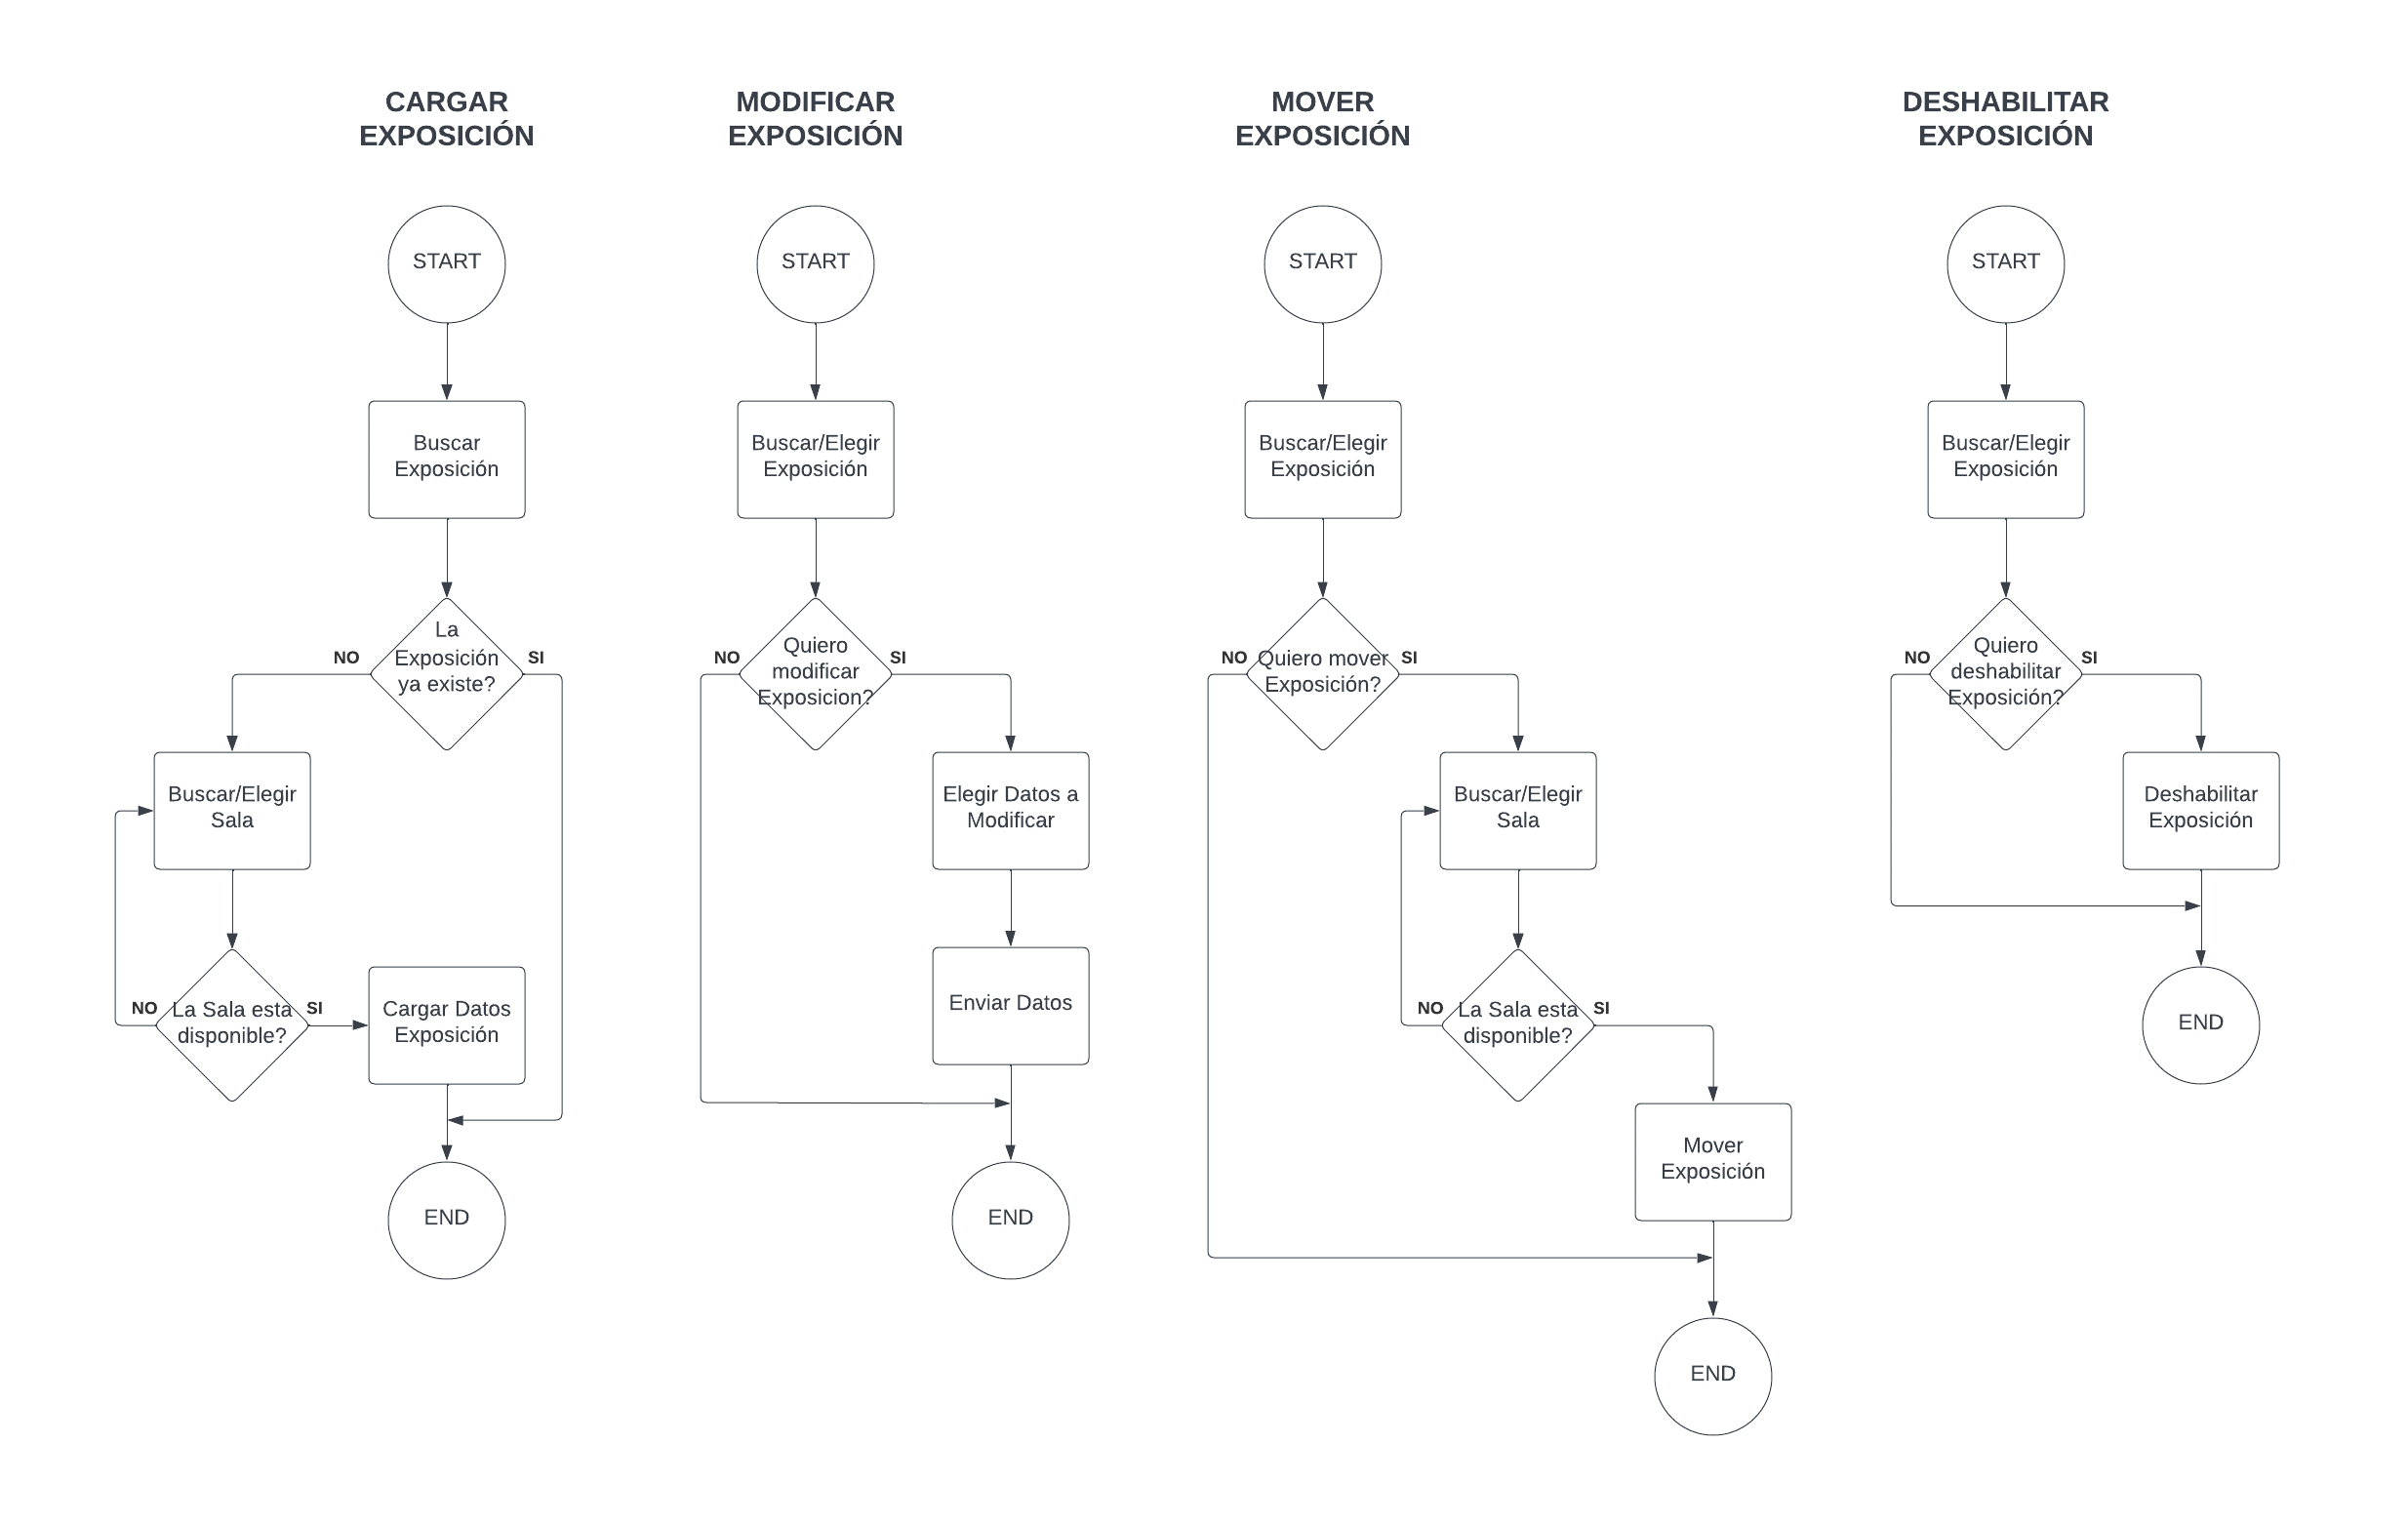 CARGAR
EXPOSICIÓN
START
Buscar
Exposición
La
Exposición
ya existe?
NO
SI
Buscar/Elegir
Sala
La Sala esta
disponible?
NO
SI
Cargar Datos
Exposición
END
MODIFICAR
EXPOSICIÓN
START
Buscar/Elegir
Exposición
Quiero
modificar
Exposicion?
NO
SI
Elegir Datos a
Modificar
Enviar Datos
END
MOVER
EXPOSICIÓN
START
Buscar/Elegir
Exposición
Quiero mover
Exposición?
NO
SI
Buscar/Elegir
Sala
La Sala esta
disponible?
NO
SI
Mover
Exposición
END
DESHABILITAR
EXPOSICIÓN
START
Buscar/Elegir
Exposición
Quiero
deshabilitar
Exposición?
NO
SI
Deshabilitar
Exposición
END